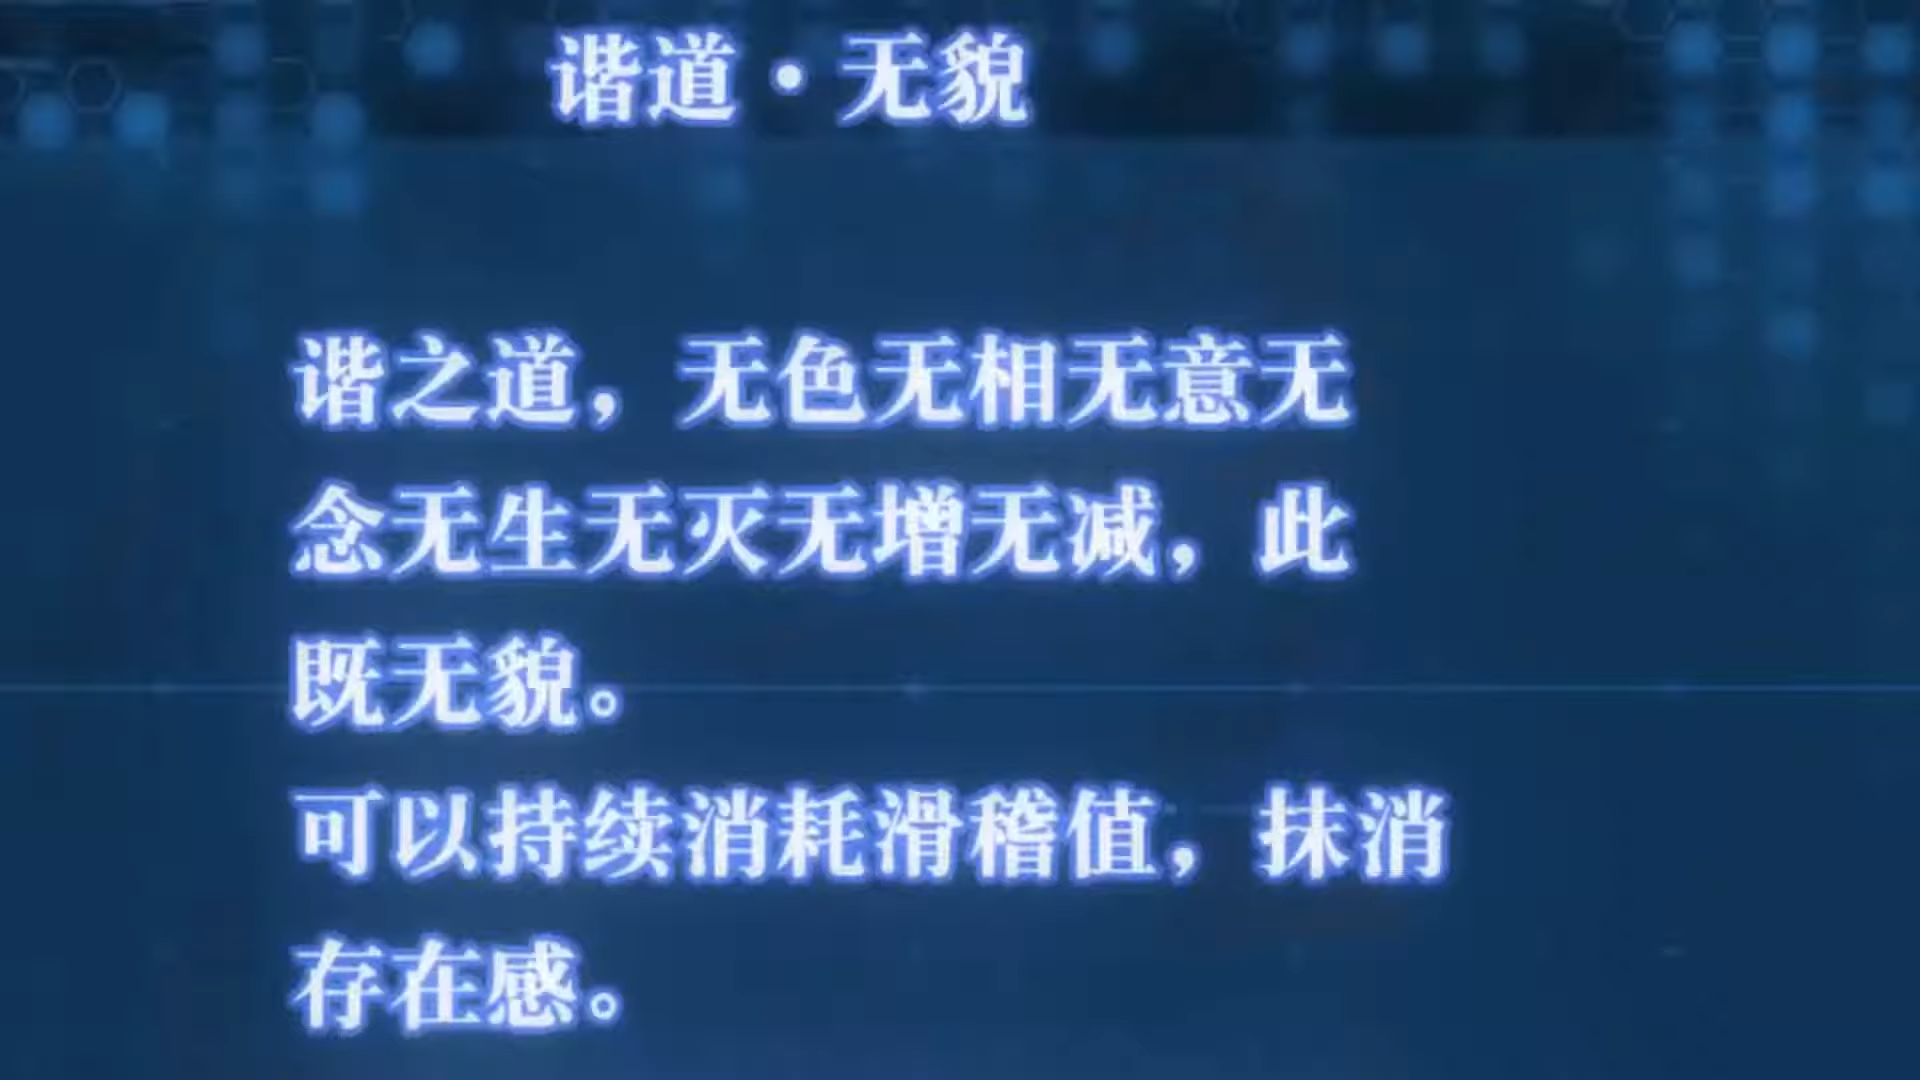 谐道·无貌
谐之道，无色无相无意无
念无生无灭无增无减，此
既无貌。
可以持续消耗滑稽值，抹消
存在感。